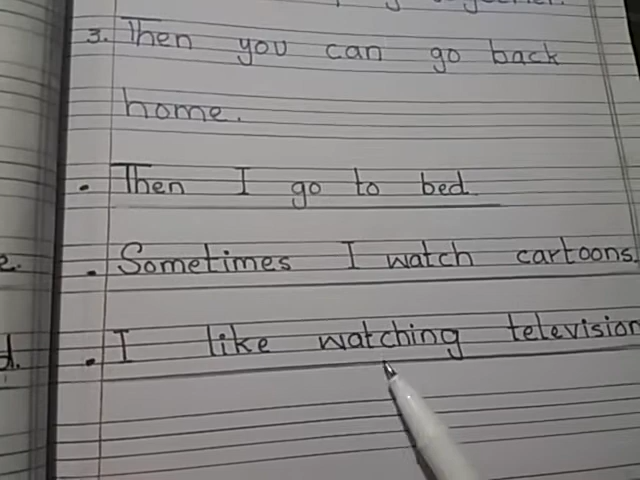 3. Then you can go back
home.
. Then I go to bed.
e. . Sometimes I watch cartoons.
d. . I like watching television